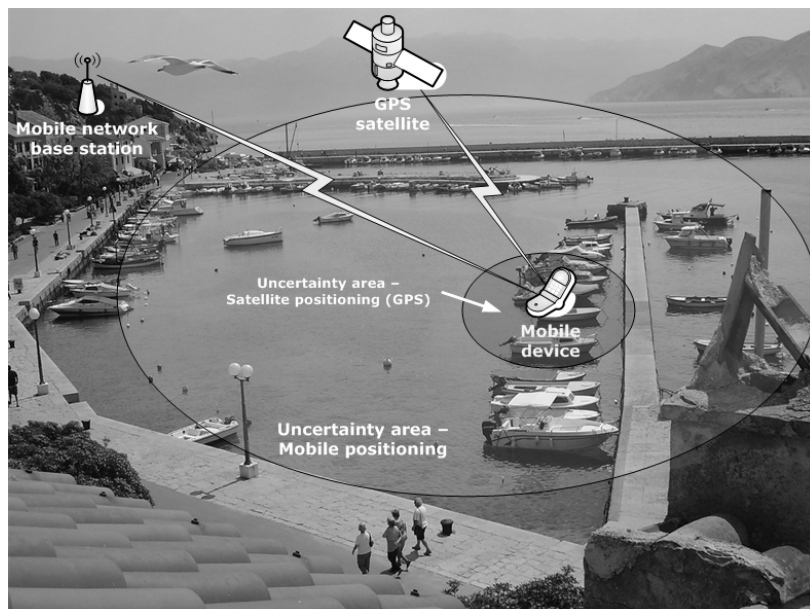 Mobile network
base station
GPS
satellite
Uncertainty area –
Satellite positioning (GPS)
Mobile
device
Uncertainty area –
Mobile positioning